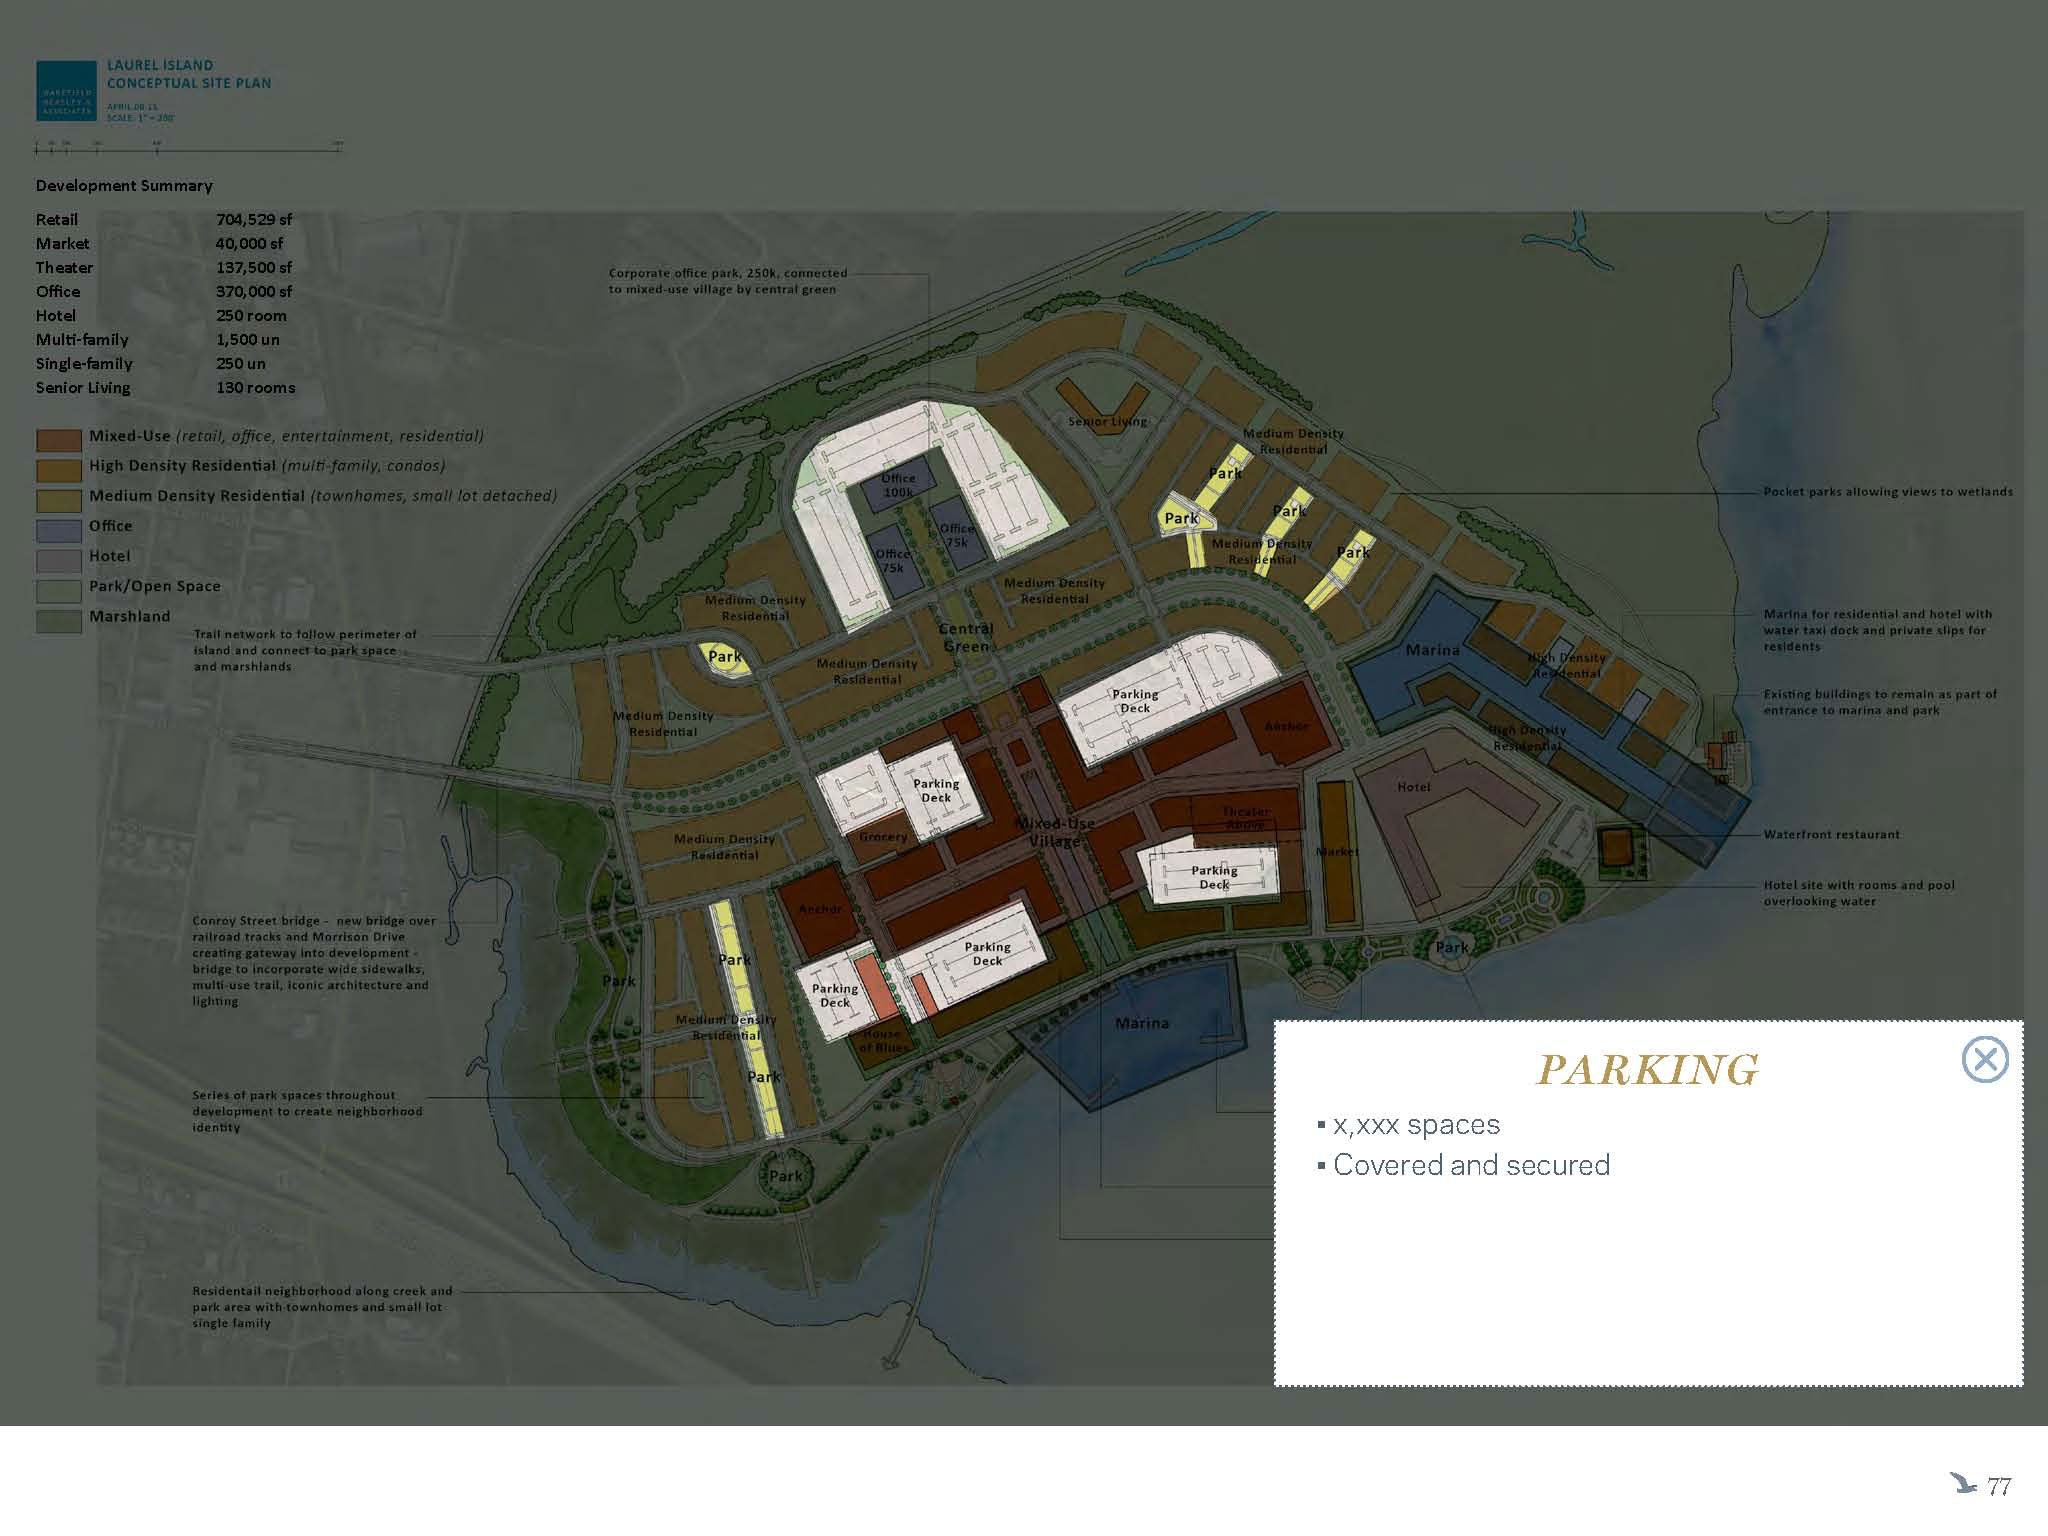 LAUREL ISLAND
CONCEPTUAL SITE PLAN
WAKEFIELD
BEASLEY &
ASSOCIATES
APRIL.08.15
SCALE: 1" = 200'
Development Summary
Retail 704,529 sf
Market 40,000 sf
Theater 137,500 sf
Office 370,000 sf
Hotel 250 room
Multi-family 1,500 un
Single-family 250 un
Senior Living 130 rooms
Mixed-Use (retail, office, entertainment, residential)
High Density Residential (multi-family, condos)
Medium Density Residential (townhomes, small lot detached)
Office
Hotel
Park/Open Space
Marshland
Corporate office park, 250k, connected
to mixed-use village by central green
Trail network to follow perimeter of
island and connect to park space
and marshlands
Conroy Street bridge - new bridge over
railroad tracks and Morrison Drive
creating gateway into development -
bridge to incorporate wide sidewalks,
multi-use trail, iconic architecture and
lighting
Series of park spaces throughout
development to create neighborhood
identity
Residentail neighborhood along creek and
park area with townhomes and small lot
single family
Pocket parks allowing views to wetlands
Marina for residential and hotel with
water taxi dock and private slips for
residents
Existing buildings to remain as part of
entrance to marina and park
Waterfront restaurant
Hotel site with rooms and pool
overlooking water
Senior Living
Medium Density
Residential
Park
Park
Park
Park
Medium Density
Residential
Office
100k
Office
75k
Office
75k
Medium Density
Residential
Medium Density
Residential
Central
Green
Park
Medium Density
Residential
Medium Density
Residential
Marina
High Density
Residential
High Density
Residential
Parking
Deck
Anchor
Parking
Deck
Grocery
Mixed-Use
Village
Theater
Above
Parking
Deck
Market
Hotel
Medium Density
Residential
Anchor
Parking
Deck
Parking
Deck
House
of Blues
Park
Park
Medium Density
Residential
Park
Park
Park
Marina
PARKING
▪ x,xxx spaces
▪ Covered and secured
77